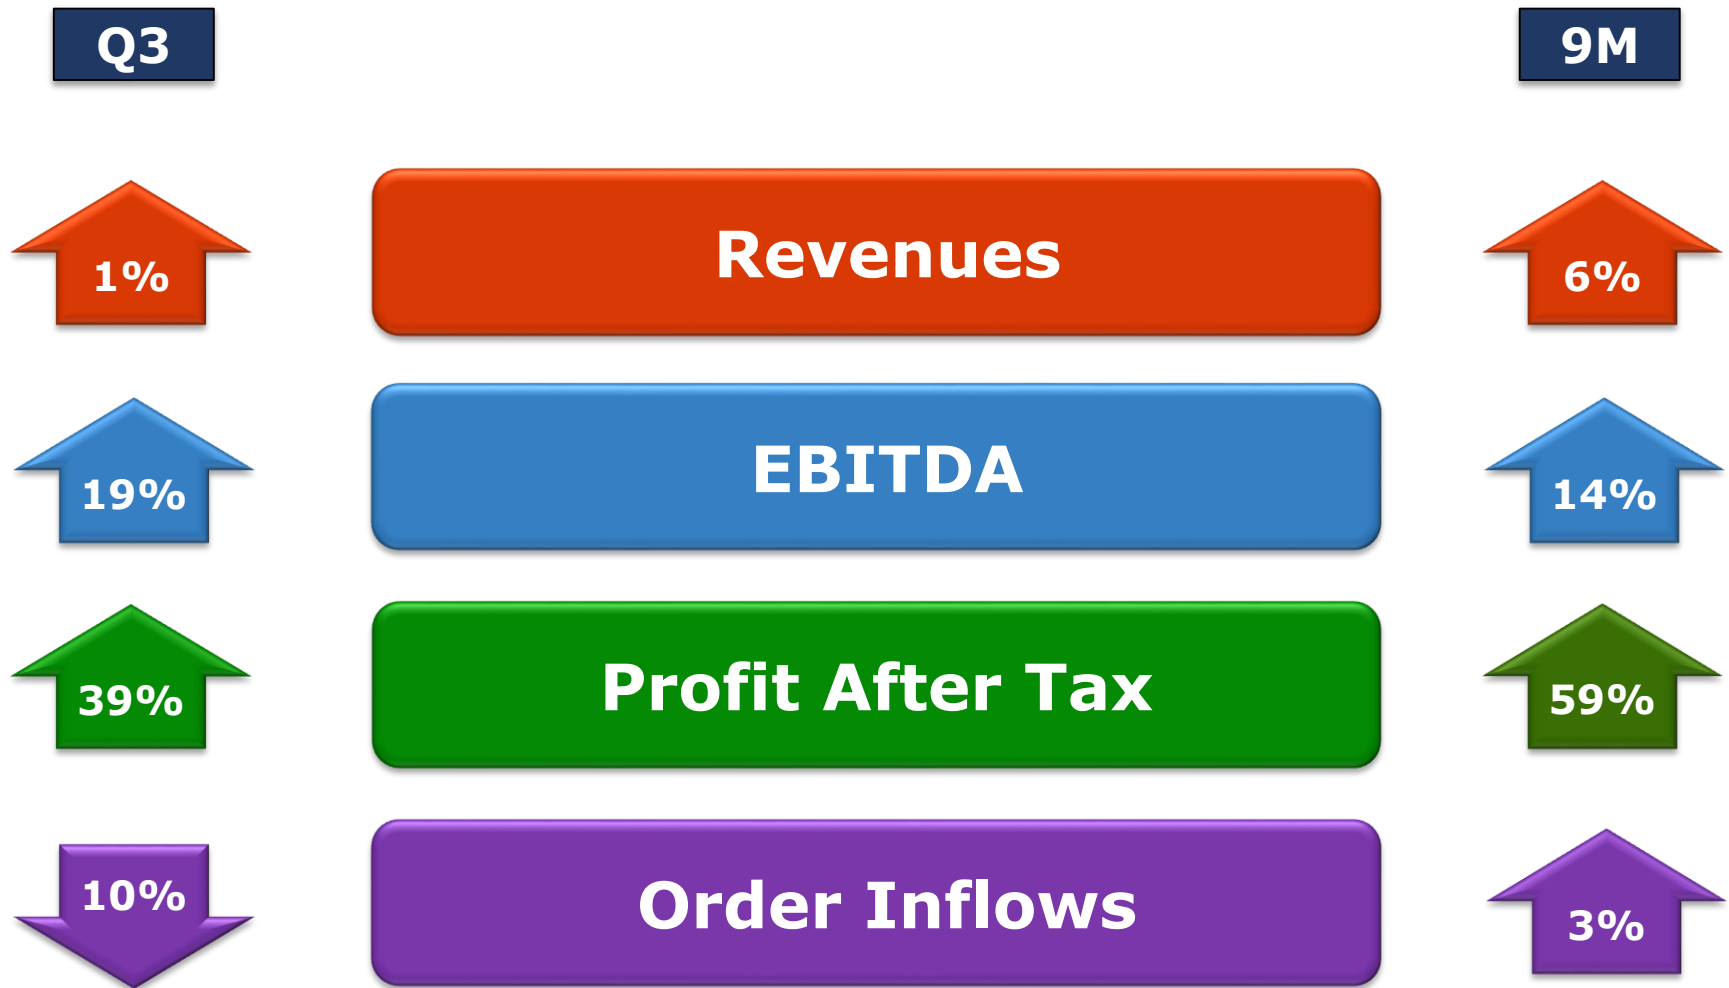 Q3
9M
1%
Revenues
6%
19%
EBITDA
14%
39%
Profit After Tax
59%
10%
Order Inflows
3%